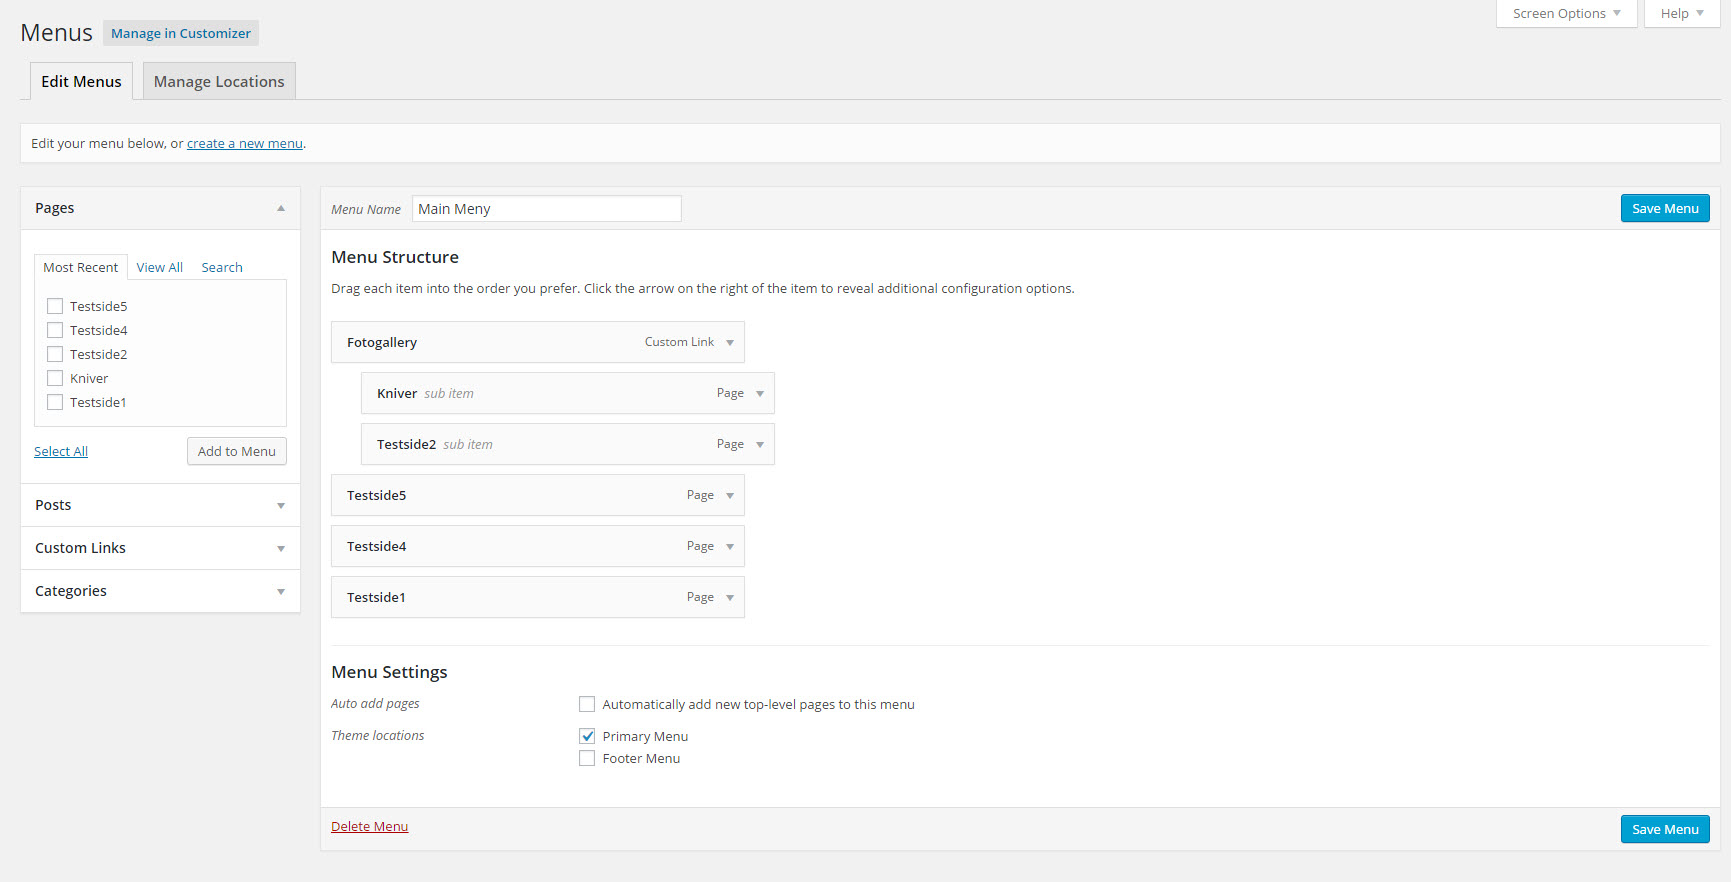 Screen Options
Help
Menus
Manage in Customizer
Edit Menus
Manage Locations
Edit your menu below, or create a new menu.
Pages
Most Recent
View All
Search
Testside5
Testside4
Testside2
Kniver
Testside1
Select All
Add to Menu
Posts
Custom Links
Categories
Menu Name
Main Meny
Save Menu
Menu Structure
Drag each item into the order you prefer. Click the arrow on the right of the item to reveal additional configuration options.
Fotogallery Custom Link
Kniver sub item Page
Testside2 sub item Page
Testside5 Page
Testside4 Page
Testside1 Page
Menu Settings
Auto add pages
Automatically add new top-level pages to this menu
Theme locations
Primary Menu
Footer Menu
Delete Menu
Save Menu